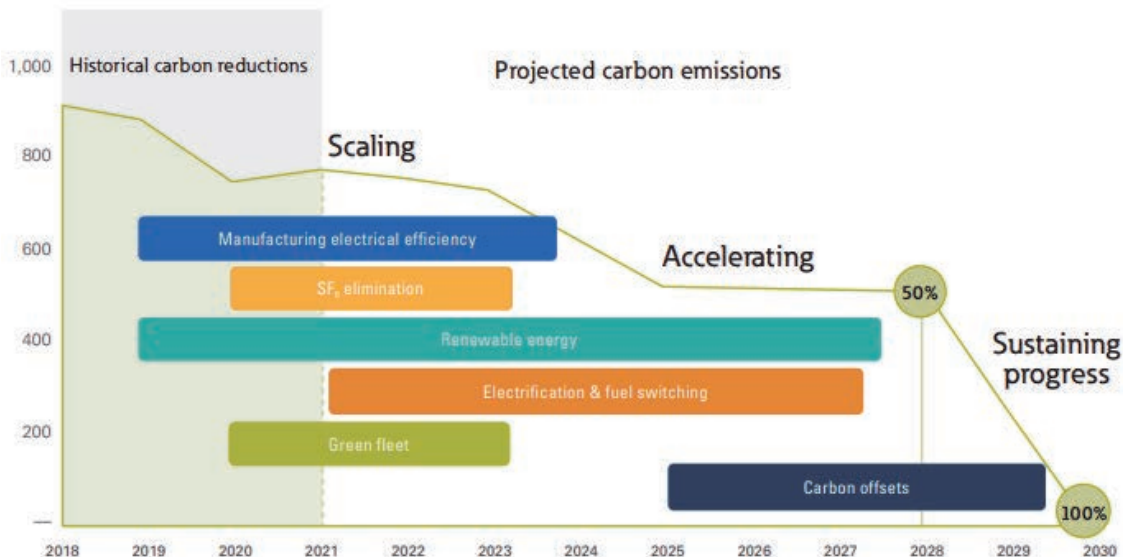 Historical carbon reductions
Projected carbon emissions
1,000
800
600
400
200
—
Scaling
Accelerating
Sustaining
progress
Manufacturing electrical efficiency
SF₆ elimination
Renewable energy
Electrification & fuel switching
Green fleet
Carbon offsets
50%
100%
2018 2019 2020 2021 2022 2023 2024 2025 2026 2027 2028 2029 2030